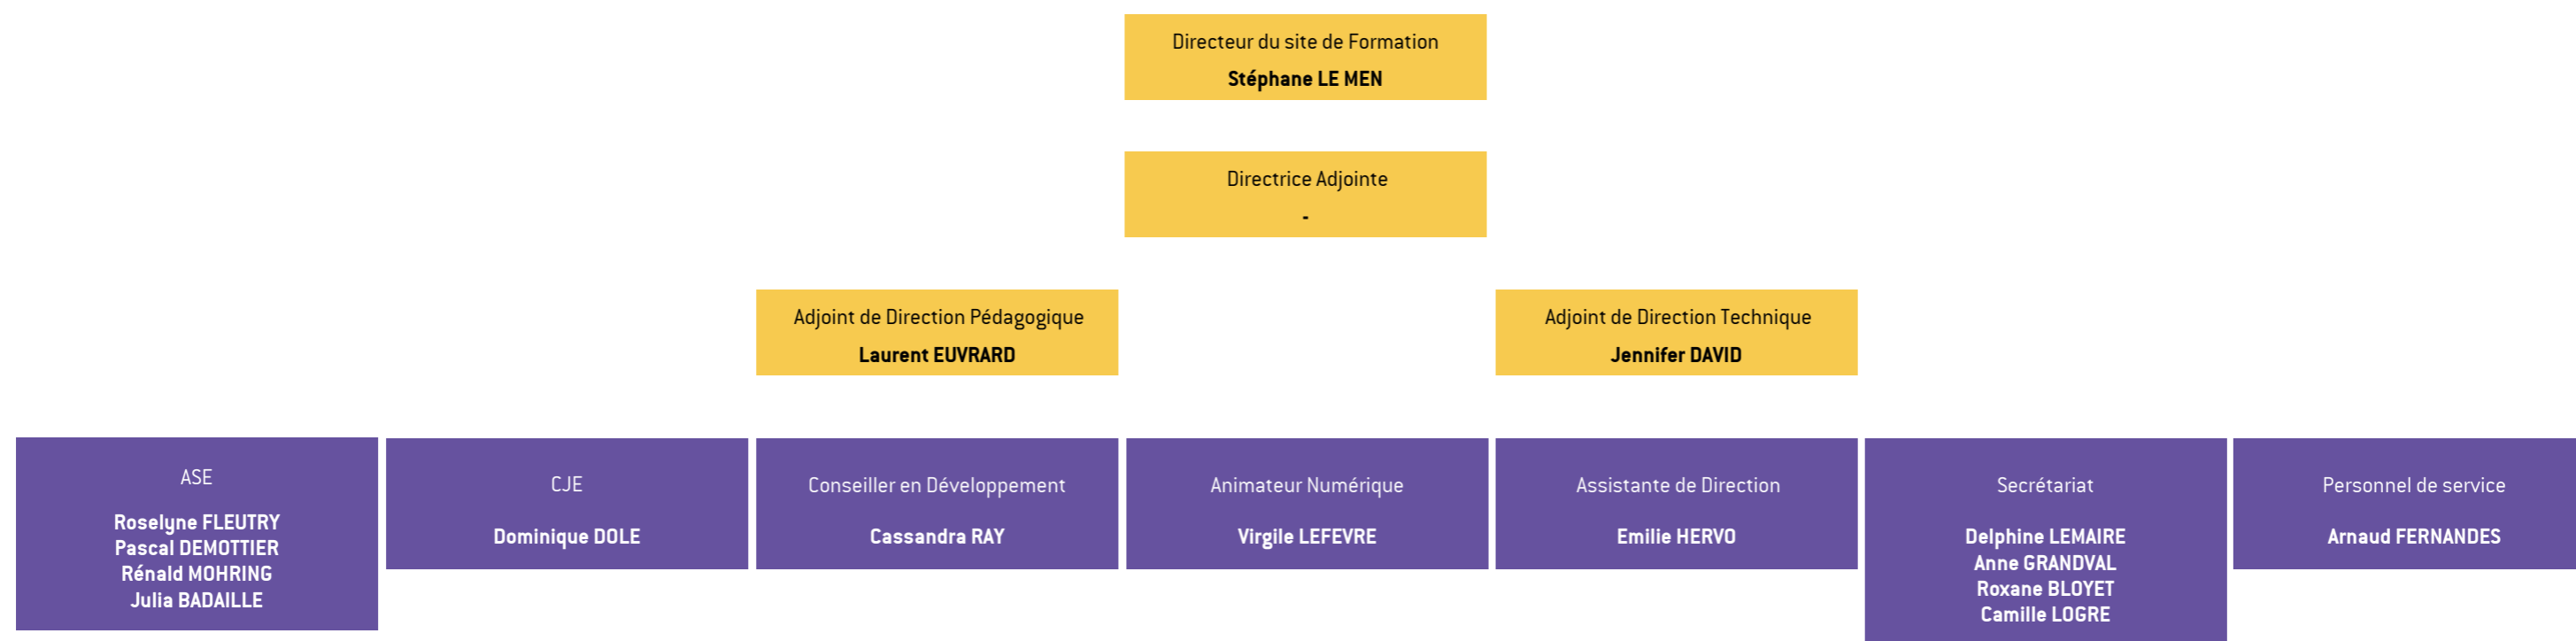 Directeur du site de Formation
Stéphane LE MEN
Directrice Adjointe
-
Adjoint de Direction Pédagogique
Laurent EUVRARD
Adjoint de Direction Technique
Jennifer DAVID
ASE
Roselyne FLEUTRY
Pascal DEMOTTIER
Rénald MOHRING
Julia BADAILLE
CJE
Dominique DOLE
Conseiller en Développement
Cassandra RAY
Animateur Numérique
Virgile LEFEVRE
Assistante de Direction
Emilie HERVO
Secrétariat
Delphine LEMAIRE
Anne GRANDVAL
Roxane BLOYET
Camille LOGRE
Personnel de service
Arnaud FERNANDES